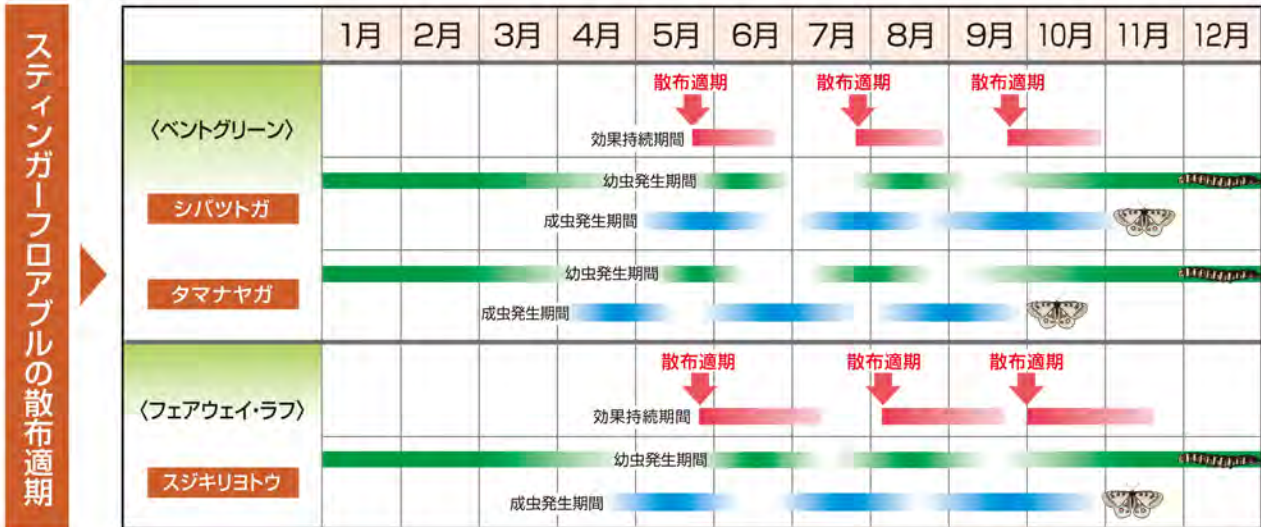 スティンガーフロアブルの散布適期
1月 2月 3月 4月 5月 6月 7月 8月 9月 10月 11月 12月
散布適期 散布適期 散布適期
〈ベントグリーン〉
効果持続期間
幼虫発生期間
シバツトガ
成虫発生期間
幼虫発生期間
タマナヤガ
成虫発生期間
散布適期 散布適期 散布適期
〈フェアウェイ・ラフ〉
効果持続期間
幼虫発生期間
スジキリヨトウ
成虫発生期間